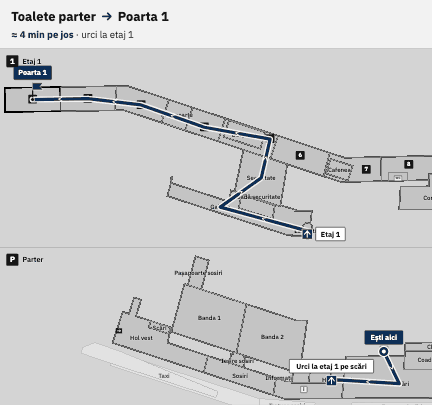 Toalete parter → Poarta 1
≈ 4 min pe jos · urci la etaj 1
1 Etaj 1
Poarta 1
6
Cafenea
7
8
Etaj 1
P Parter
Pașapoarte sosiri
Banda 1
Scări
Hol vest
Banda 2
Ieșire sosiri
Sosiri
Taxi
Ești aici
Urci la etaj 1 pe scări